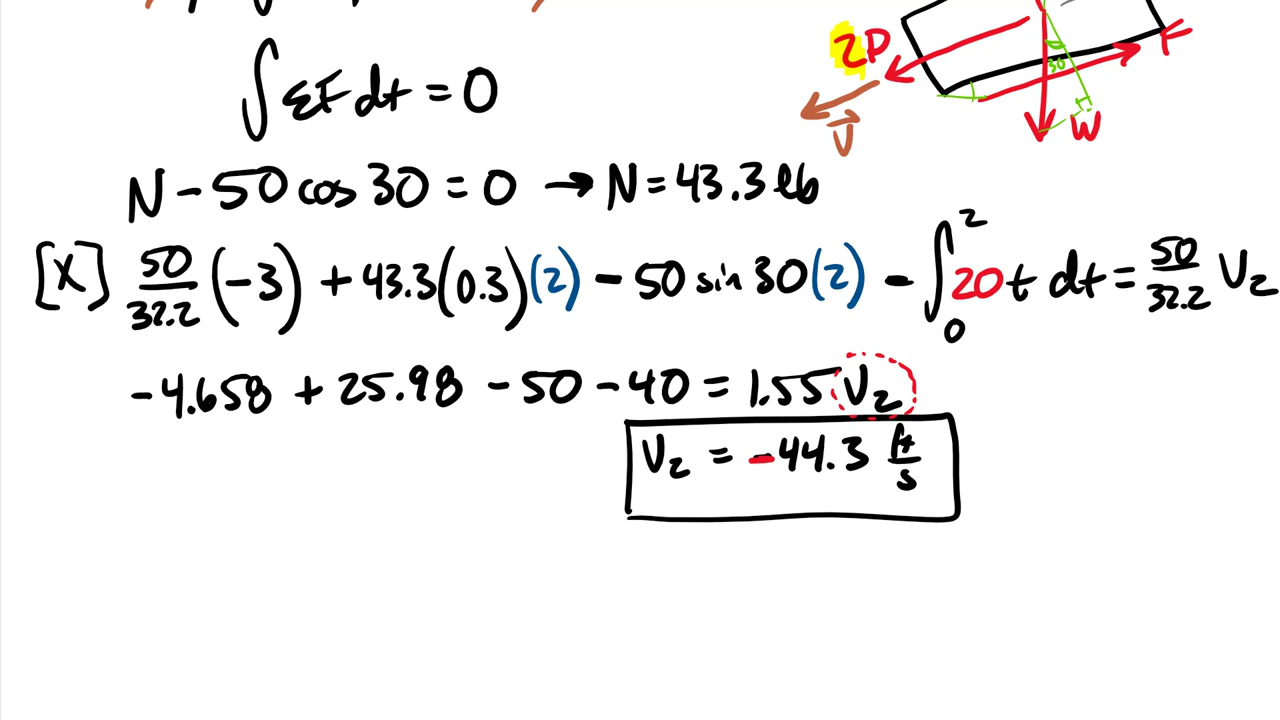 2P
30
F
V⃗
W
∫ΣF dt = 0
N - 50 cos 30 = 0 → N = 43.3 lb
[X] 50/32.2 (-3) + 43.3(0.3)(2) - 50 sin 30(2) - ∫₀² 20t dt = 50/32.2 V₂
-4.658 + 25.98 - 50 - 40 = 1.55 V₂
V₂ = -44.3 ft/s